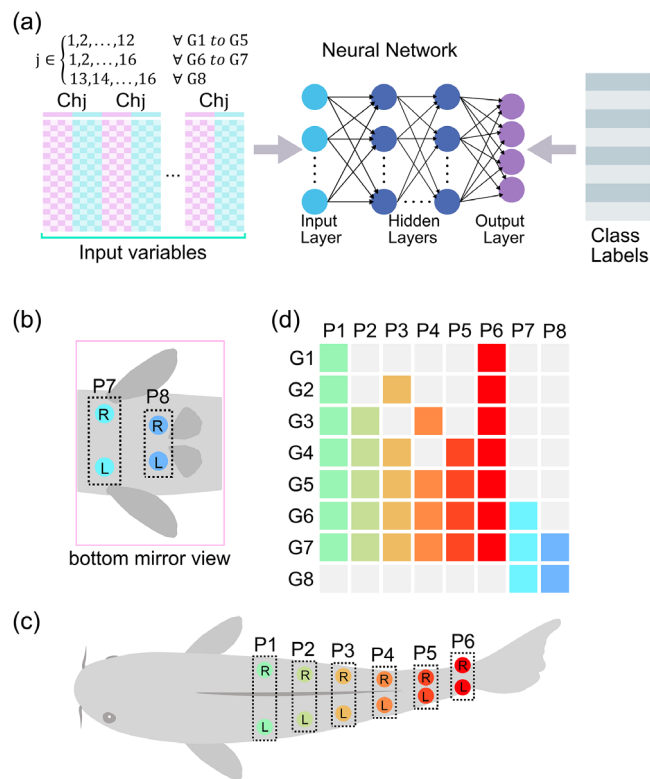 (a)
j ∈ { 1,2,…,12 ∀ G1 to G5
1,2,…,16 ∀ G6 to G7
13,14,…,16 ∀ G8
Neural Network
Chj Chj Chj
...
Input variables
Input Layer
Hidden Layers
Output Layer
Class Labels
(b)
P7
P8
R
R
L
L
bottom mirror view
(d)
P1 P2 P3 P4 P5 P6 P7 P8
G1
G2
G3
G4
G5
G6
G7
G8
(c)
P1 P2 P3 P4 P5 P6
R R R R R R
L L L L L L